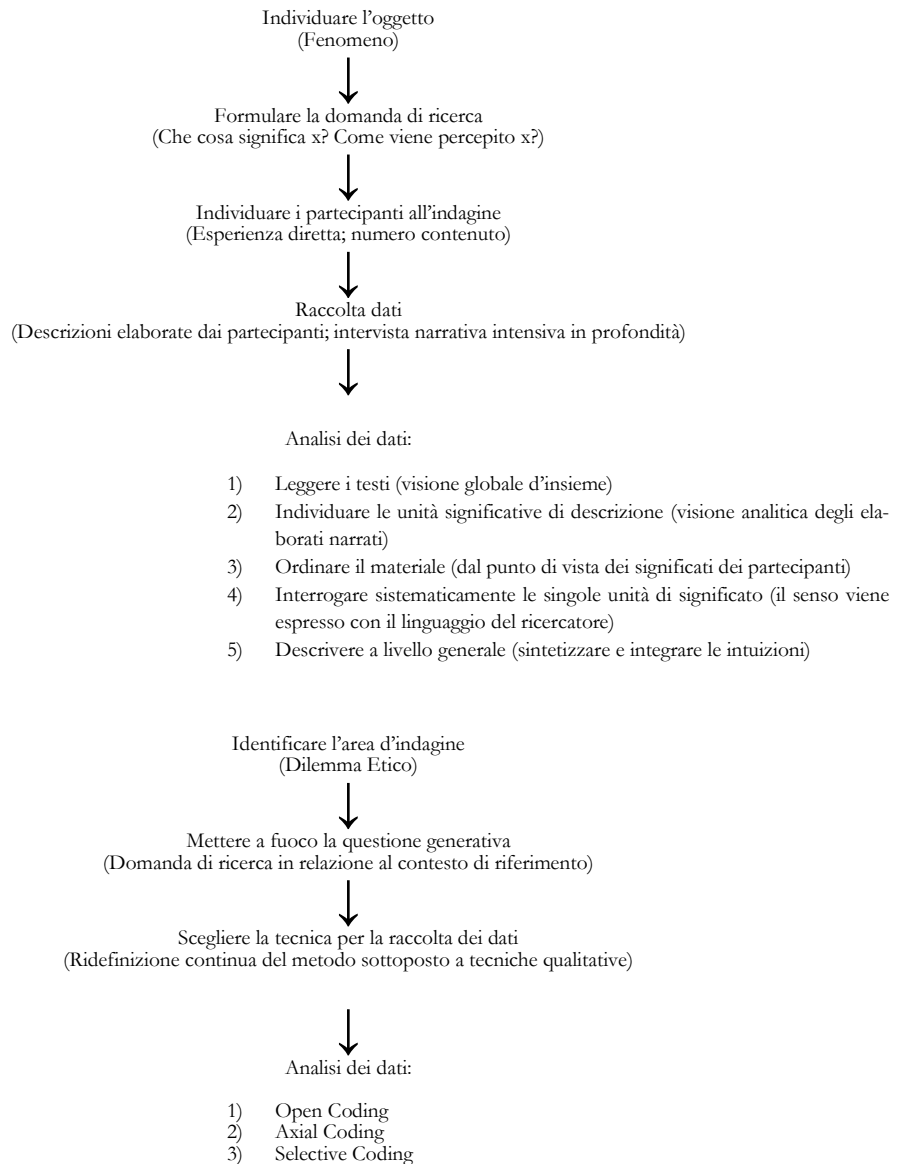 Individuare l’oggetto
(Fenomeno)
Formulare la domanda di ricerca
(Che cosa significa x? Come viene percepito x?)
Individuare i partecipanti all’indagine
(Esperienza diretta; numero contenuto)
Raccolta dati
(Descrizioni elaborate dai partecipanti; intervista narrativa intensiva in profondità)
Analisi dei dati:
1) Leggere i testi (visione globale d’insieme)
2) Individuare le unità significative di descrizione (visione analitica degli ela-
borati narrati)
3) Ordinare il materiale (dal punto di vista dei significati dei partecipanti)
4) Interrogare sistematicamente le singole unità di significato (il senso viene
espresso con il linguaggio del ricercatore)
5) Descrivere a livello generale (sintetizzare e integrare le intuizioni)
Identificare l’area d’indagine
(Dilemma Etico)
Mettere a fuoco la questione generativa
(Domanda di ricerca in relazione al contesto di riferimento)
Scegliere la tecnica per la raccolta dei dati
(Ridefinizione continua del metodo sottoposto a tecniche qualitative)
Analisi dei dati:
1) Open Coding
2) Axial Coding
3) Selective Coding